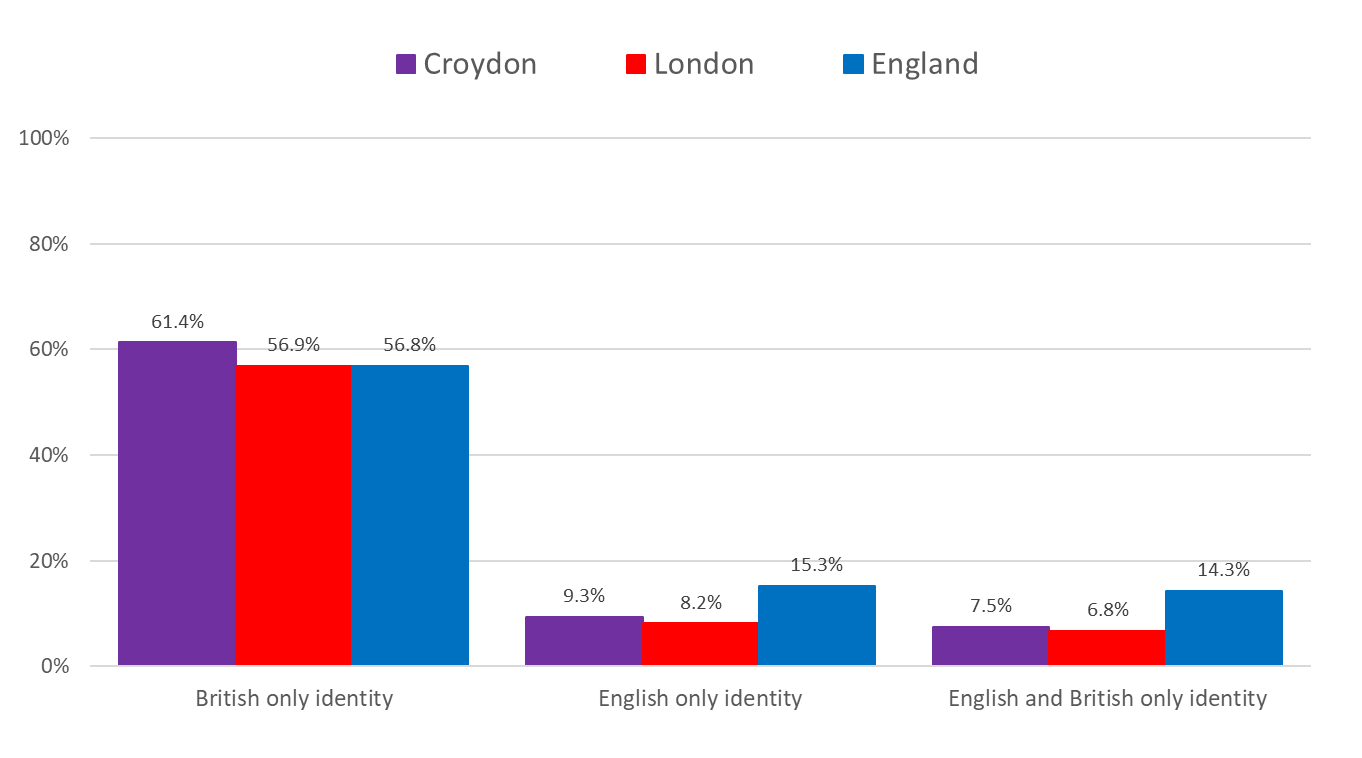 Croydon London England
100%
80%
60%
40%
20%
0%
61.4% 56.9% 56.8%
9.3% 8.2% 15.3%
7.5% 6.8% 14.3%
British only identity English only identity English and British only identity